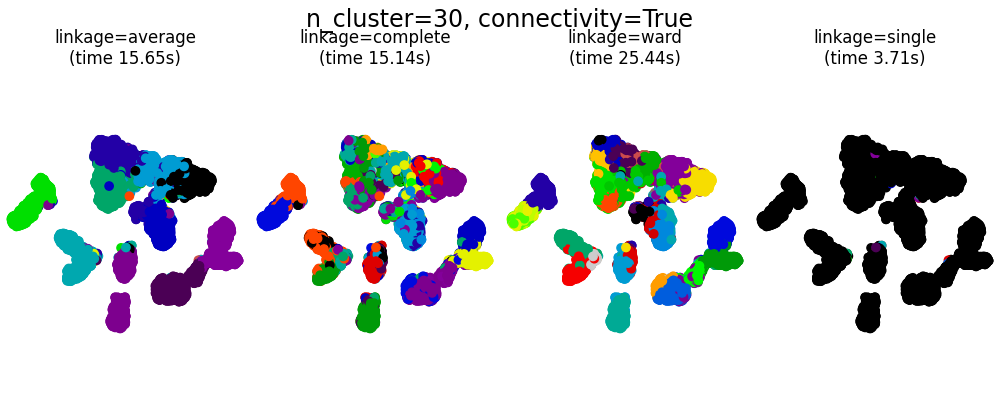 n_cluster=30, connectivity=True
linkage=average
(time 15.65s)
linkage=complete
(time 15.14s)
linkage=ward
(time 25.44s)
linkage=single
(time 3.71s)